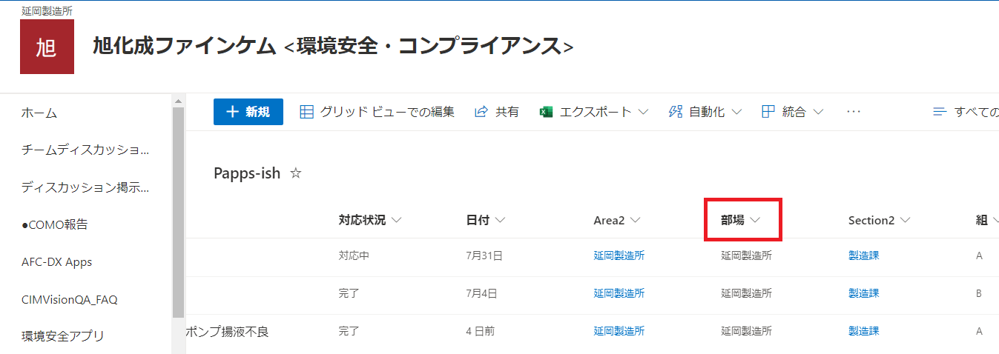 延岡製造所
旭
旭化成ファインケム <環境安全・コンプライアンス>
ホーム
チームディスカッショ...
ディスカッション掲示...
●COMO報告
AFC-DX Apps
CIMVisionQA_FAQ
環境安全アプリ
新規 グリッド ビューでの編集 共有 エクスポート 自動化 統合 ··· すべての
Papps-ish
対応状況 日付 Area2 部場 Section2 組
対応中 7月31日 延岡製造所 延岡製造所 製造課 A
完了 7月4日 延岡製造所 延岡製造所 製造課 B
ポンプ揚液不良 完了 4 日前 延岡製造所 延岡製造所 製造課 A